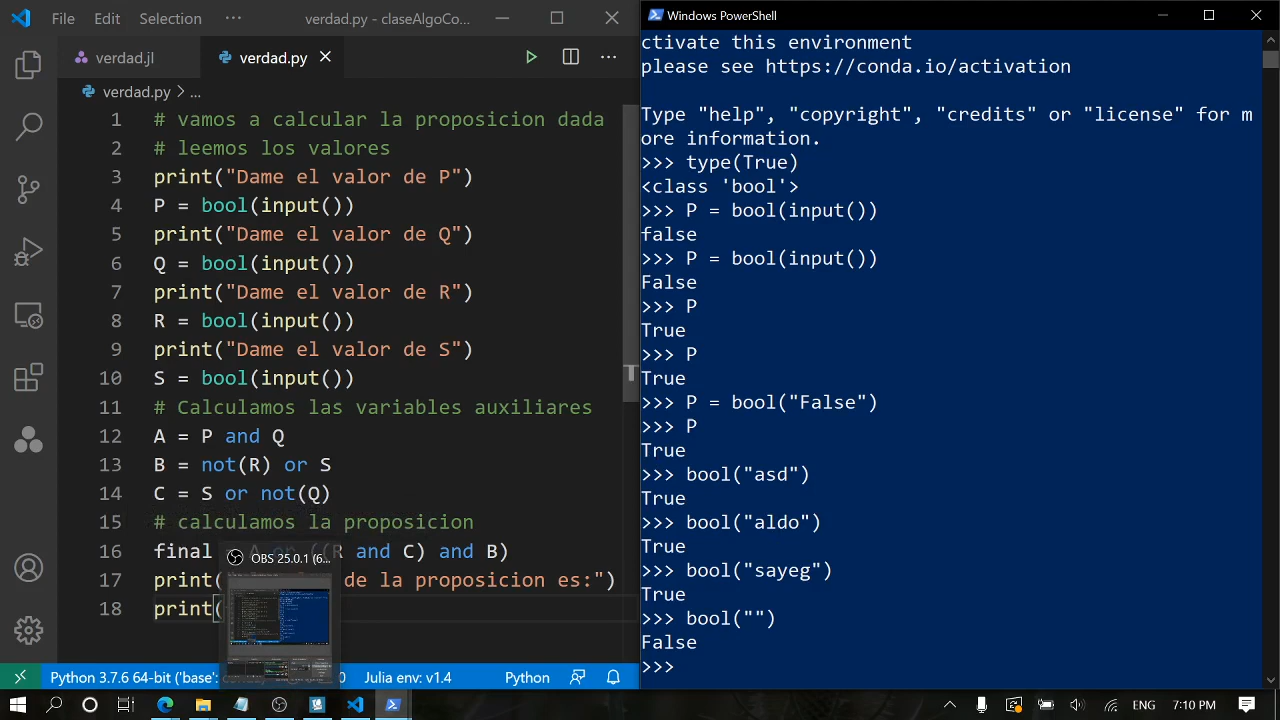 File Edit Selection ··· verdad.py - claseAlgoCo...
verdad.jl verdad.py
verdad.py > ...
1 # vamos a calcular la proposicion dada
2 # leemos los valores
3 print("Dame el valor de P")
4 P = bool(input())
5 print("Dame el valor de Q")
6 Q = bool(input())
7 print("Dame el valor de R")
8 R = bool(input())
9 print("Dame el valor de S")
10 S = bool(input())
11 # Calculamos las variables auxiliares
12 A = P and Q
13 B = not(R) or S
14 C = S or not(Q)
15 # calculamos la proposicion
16 final and C) and B)
17 print( de la proposicion es:")
18 print(
OBS 25.0.1 (6...
Python 3.7.6 64-bit ('base': Julia env: v1.4 Python
Windows PowerShell
ctivate this environment
please see https://conda.io/activation
Type "help", "copyright", "credits" or "license" for m
ore information.
>>> type(True)
<class 'bool'>
>>> P = bool(input())
false
>>> P = bool(input())
False
>>> P
True
>>> P
True
>>> P = bool("False")
>>> P
True
>>> bool("asd")
True
>>> bool("aldo")
True
>>> bool("sayeg")
True
>>> bool("")
False
>>>
ENG 7:10 PM